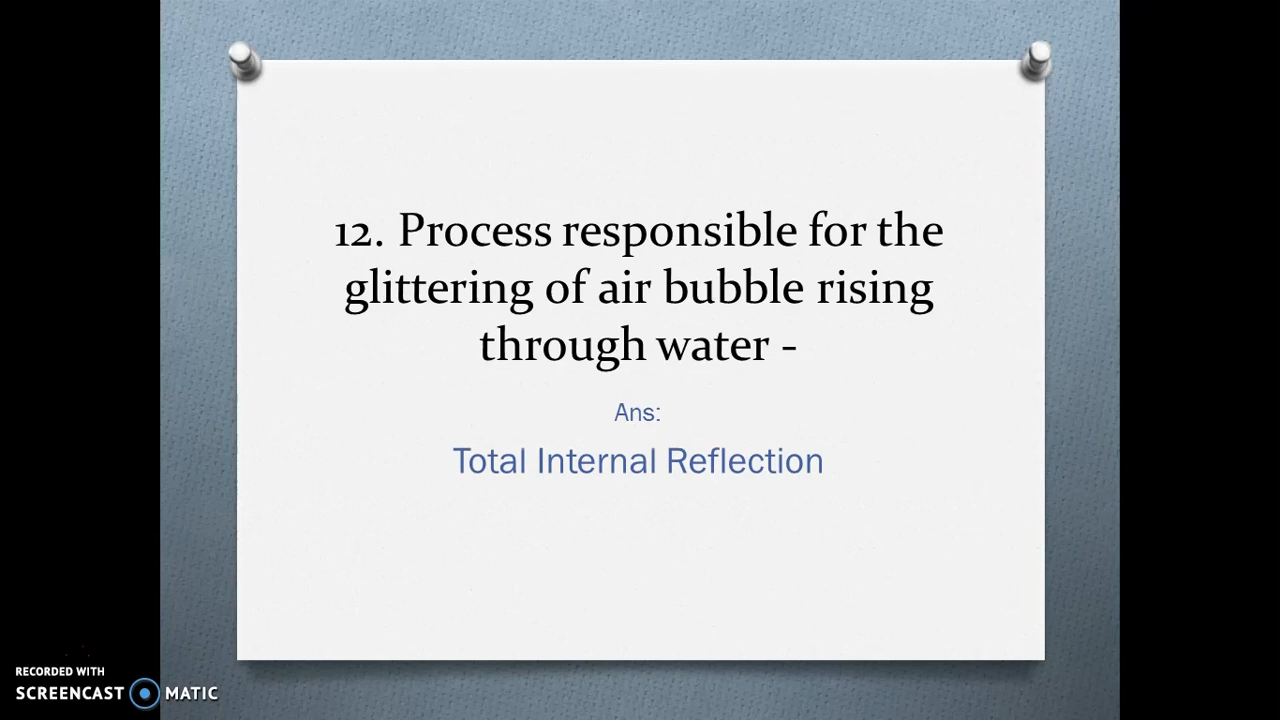 12. Process responsible for the
glittering of air bubble rising
through water -
Ans:
Total Internal Reflection
RECORDED WITH
SCREENCAST MATIC